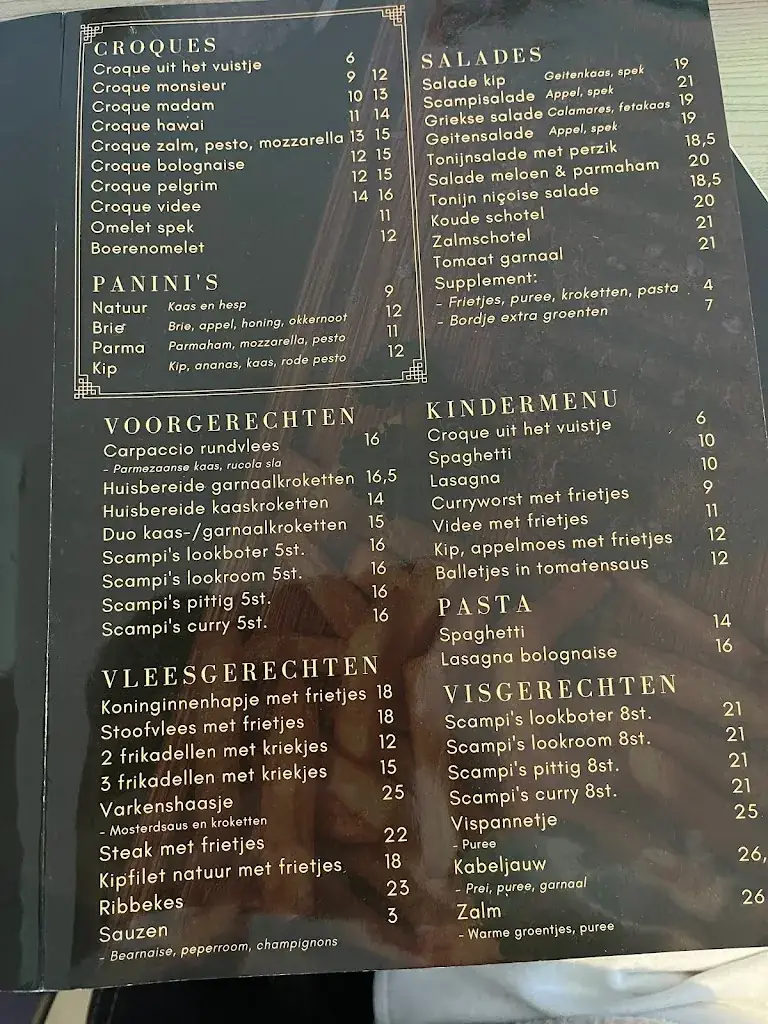 CROQUES
Croque uit het vuistje 6
Croque monsieur 9 12
Croque madam 10 13
Croque hawai 11 14
Croque zalm, pesto, mozzarella 13 15
Croque bolognaise 12 15
Croque pelgrim 12 15
Croque videe 14 16
Omelet spek 11
Boerenomelet 12
PANINI'S
Natuur Kaas en hesp 9
Brie Brie, appel, honing, okkernoot 12
Parma Parmaham, mozzarella, pesto 11
Kip Kip, ananas, kaas, rode pesto 12
VOORGERECHTEN
Carpaccio rundvlees 16
- Parmezaanse kaas, rucola sla
Huisbereide garnaalkroketten 16,5
Huisbereide kaaskroketten 14
Duo kaas-/garnaalkroketten 15
Scampi's lookboter 5st. 16
Scampi's lookroom 5st. 16
Scampi's pittig 5st. 16
Scampi's curry 5st. 16
VLEESGERECHTEN
Koninginnenhapje met frietjes 18
Stoofvlees met frietjes 18
2 frikadellen met kriekjes 12
3 frikadellen met kriekjes 15
Varkenshaasje 25
- Mosterdsaus en kroketten
Steak met frietjes 22
Kipfilet natuur met frietjes 18
Ribbekes 23
Sauzen 3
- Bearnaise, peperroom, champignons
SALADES
Salade kip Geitenkaas, spek 19
Scampisalade Appel, spek 21
Griekse salade Calamares, fetakaas 19
Geitensalade Appel, spek 19
Tonijnsalade met perzik 18,5
Salade meloen & parmaham 20
Tonijn niçoise salade 18,5
Koude schotel 20
Zalmschotel 21
Tomaat garnaal 21
Supplement:
- Frietjes, puree, kroketten, pasta 4
- Bordje extra groenten 7
KINDERMENU
Croque uit het vuistje 6
Spaghetti 10
Lasagna 10
Curryworst met frietjes 9
Videe met frietjes 11
Kip, appelmoes met frietjes 12
Balletjes in tomatensaus 12
PASTA
Spaghetti 14
Lasagna bolognaise 16
VISGERECHTEN
Scampi's lookboter 8st. 21
Scampi's lookroom 8st. 21
Scampi's pittig 8st. 21
Scampi's curry 8st. 21
Vispannetje 25
- Puree
Kabeljauw 26,
- Prei, puree, garnaal
Zalm 26
- Warme groentjes, puree